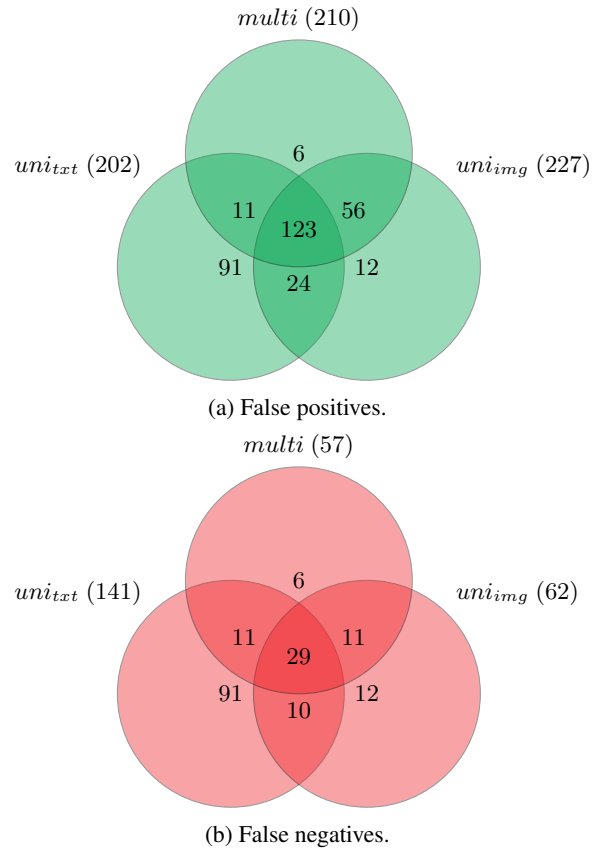 multi (210)
uni_txt (202)
uni_img (227)
6
11
56
123
91
12
24
(a) False positives.
multi (57)
uni_txt (141)
uni_img (62)
6
11
11
29
91
12
10
(b) False negatives.